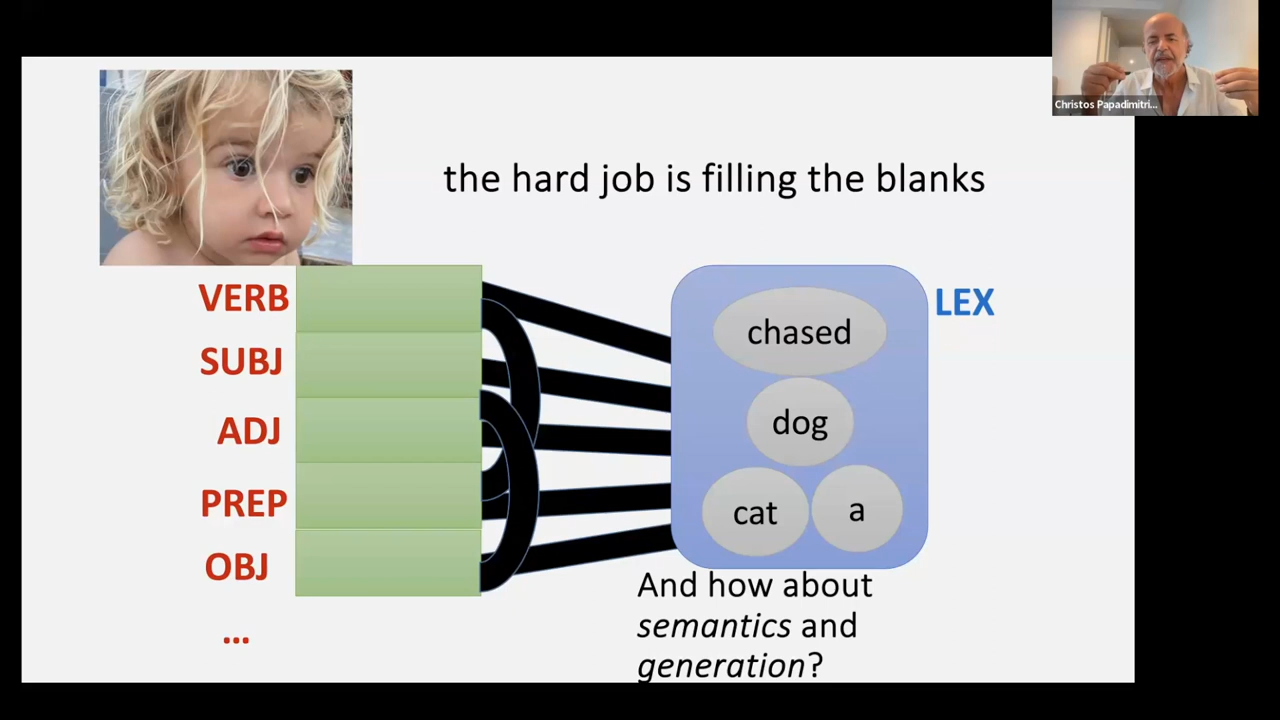 Christos Papadimitri...
the hard job is filling the blanks
VERB
SUBJ
ADJ
PREP
OBJ
...
LEX
chased
dog
cat
a
And how about
semantics and
generation?